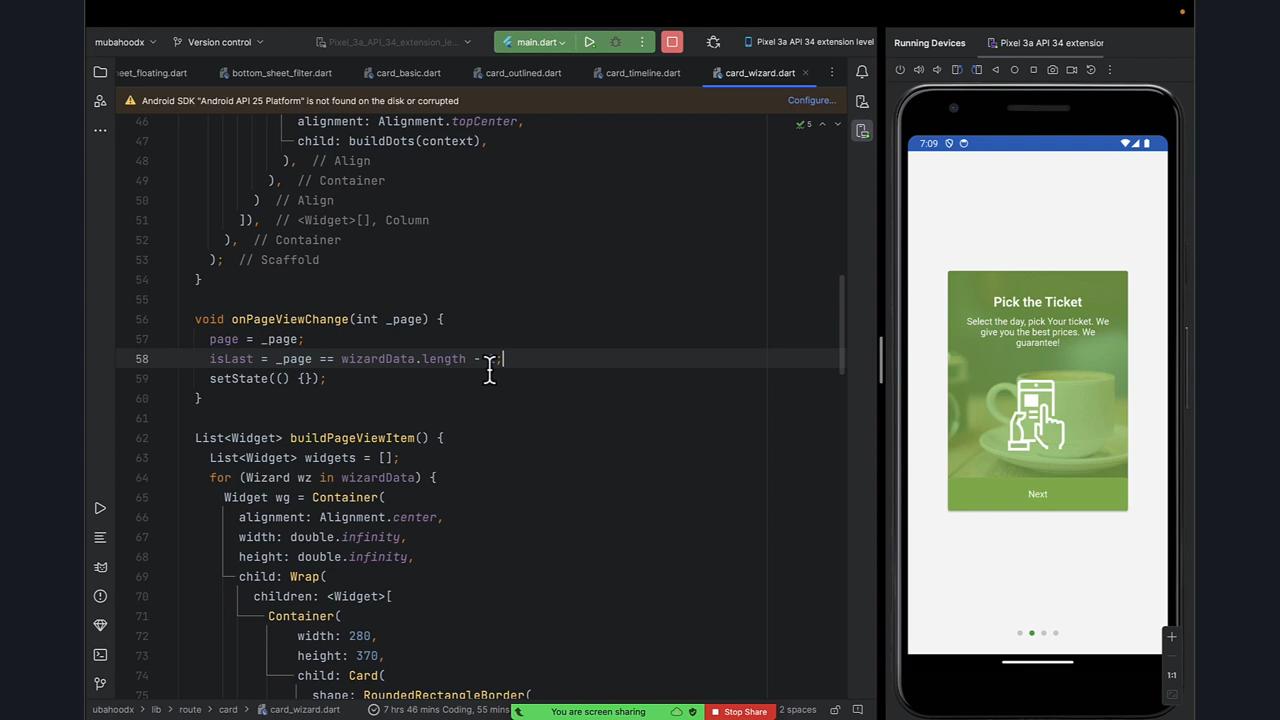 mubahoodx
Version control
Pixel_3a_API_34_extension_lev
main.dart
Pixel 3a API 34 extension level
Running Devices
Pixel 3a API 34 extension
heet_floating.dart
bottom_sheet_filter.dart
card_basic.dart
card_outlined.dart
card_timeline.dart
card_wizard.dart
Android SDK "Android API 25 Platform" is not found on the disk or corrupted
Configure...
5
46 alignment: Alignment.topCenter,
47 child: buildDots(context),
48 ), // Align
49 ), // Container
50 ) // Align
51 ]), // <Widget>[], Column
52 ), // Container
53 ); // Scaffold
54 }
55
56 void onPageViewChange(int _page) {
57 page = _page;
58 isLast = _page == wizardData.length - ;
59 setState(() {});
60 }
61
62 List<Widget> buildPageViewItem() {
63 List<Widget> widgets = [];
64 for (Wizard wz in wizardData) {
65 Widget wg = Container(
66 alignment: Alignment.center,
67 width: double.infinity,
68 height: double.infinity,
69 child: Wrap(
70 children: <Widget>[
71 Container(
72 width: 280,
73 height: 370,
74 child: Card(
75 shape: RoundedRectangleBorder(
7:09
Pick the Ticket
Select the day, pick Your ticket. We
give you the best prices. We
guarantee!
Next
1:1
ubahoodx
lib
route
card
card_wizard.dart
7 hrs 46 mins Coding, 55 mins
You are screen sharing
Stop Share
2 spaces